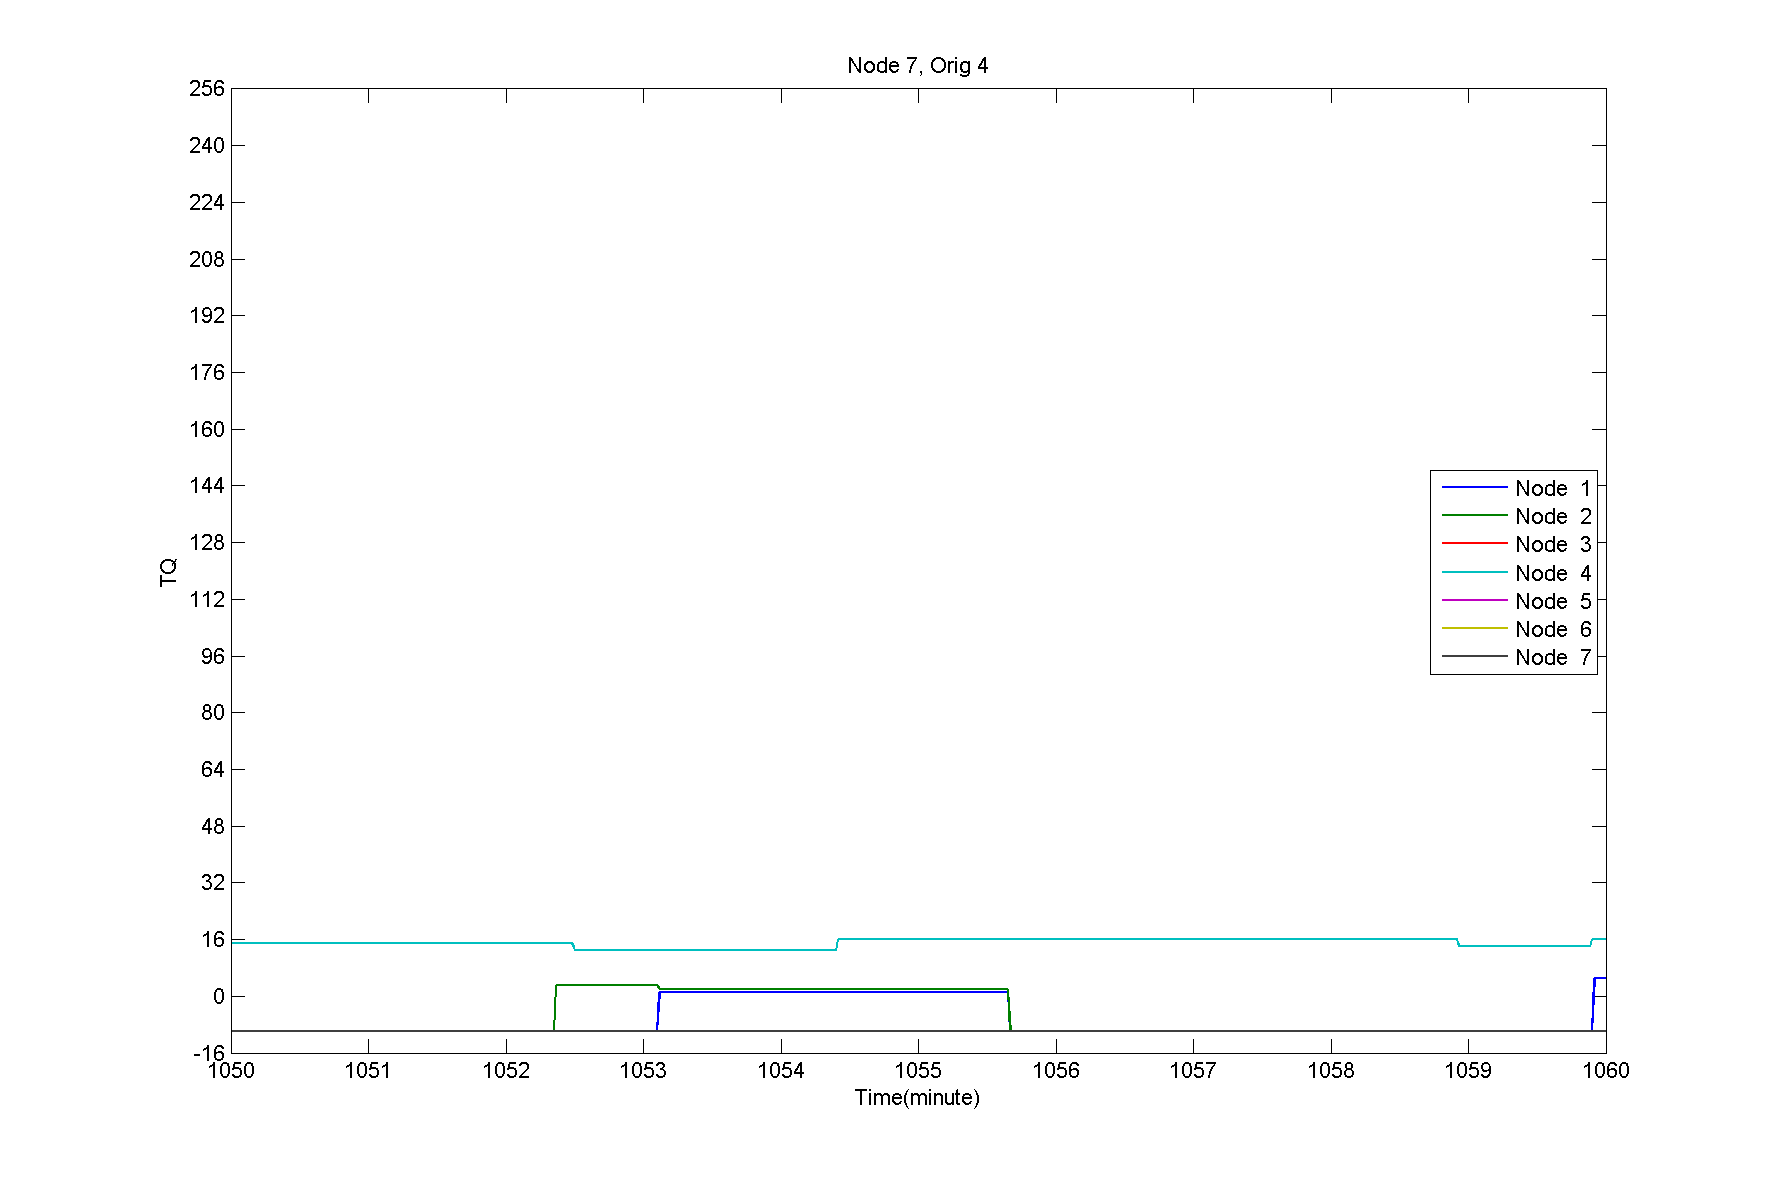 Node 7, Orig 4
256
240
224
208
192
176
160
144
128
112
96
80
64
48
32
16
0
-16
TQ
Node 1
Node 2
Node 3
Node 4
Node 5
Node 6
Node 7
1050 1051 1052 1053 1054 1055 1056 1057 1058 1059 1060
Time(minute)